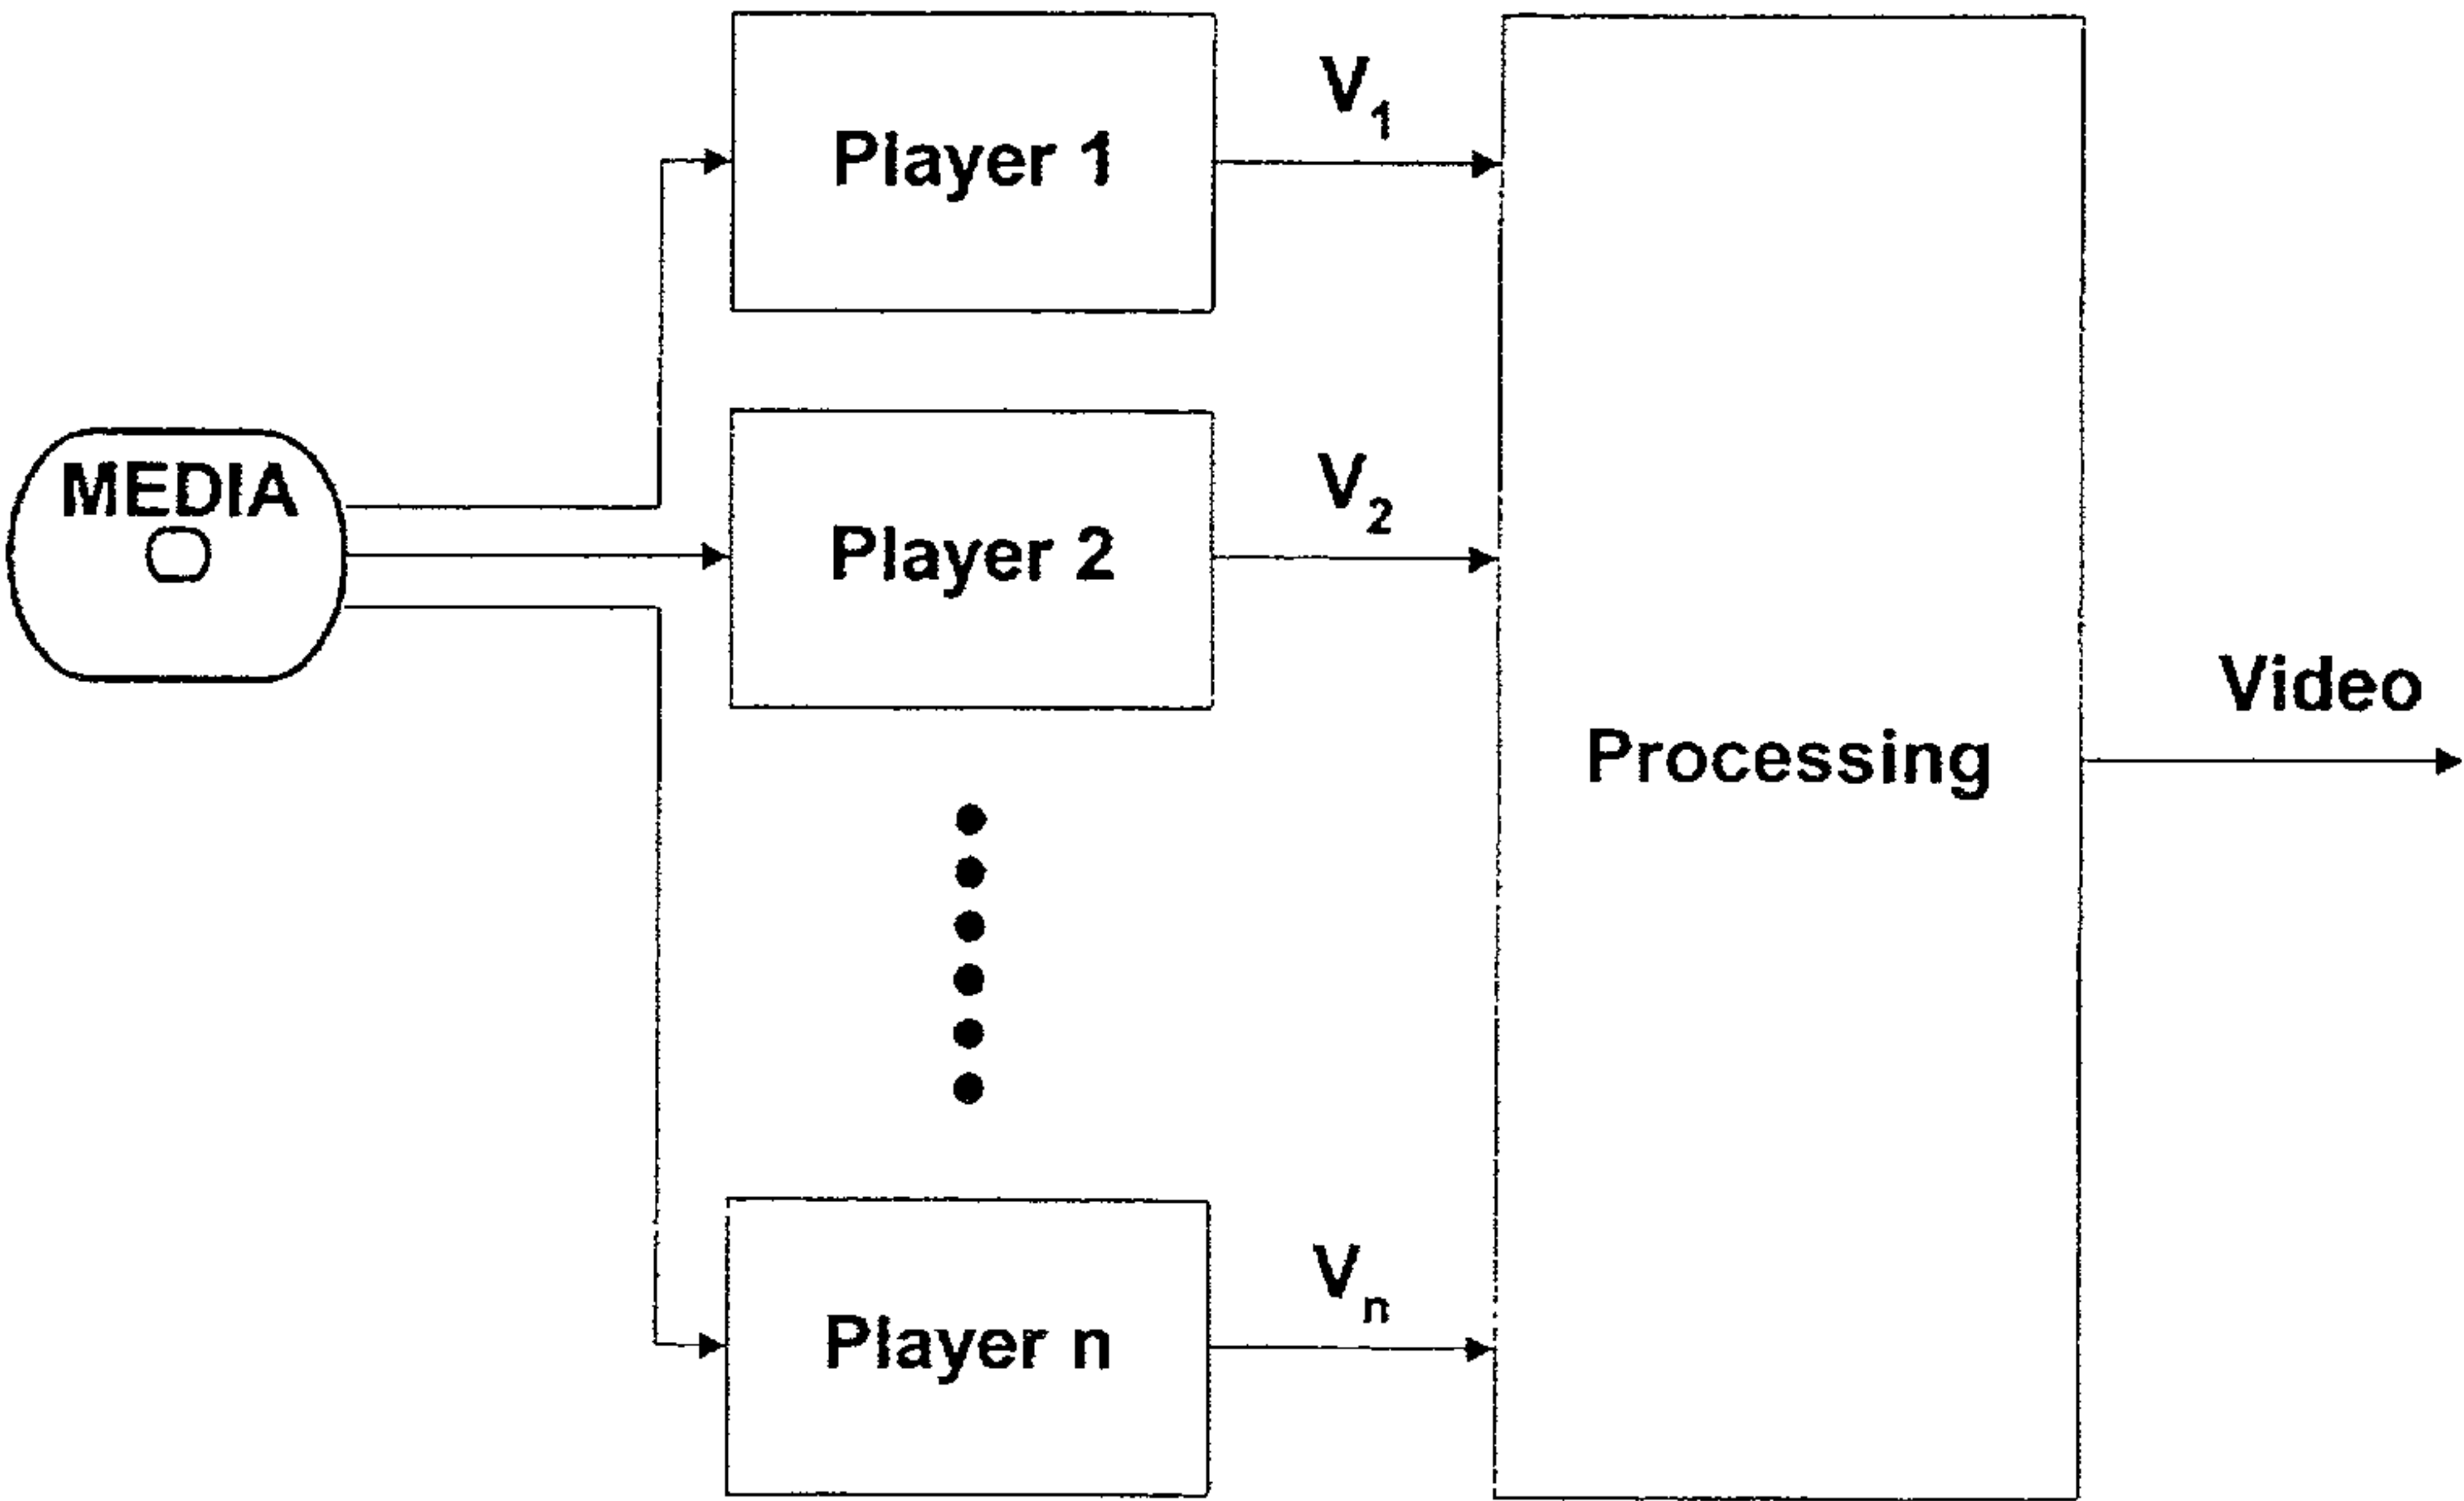 Player 1
V1
MEDIA
Player 2
V2
Video
Processing
Player n
Vn